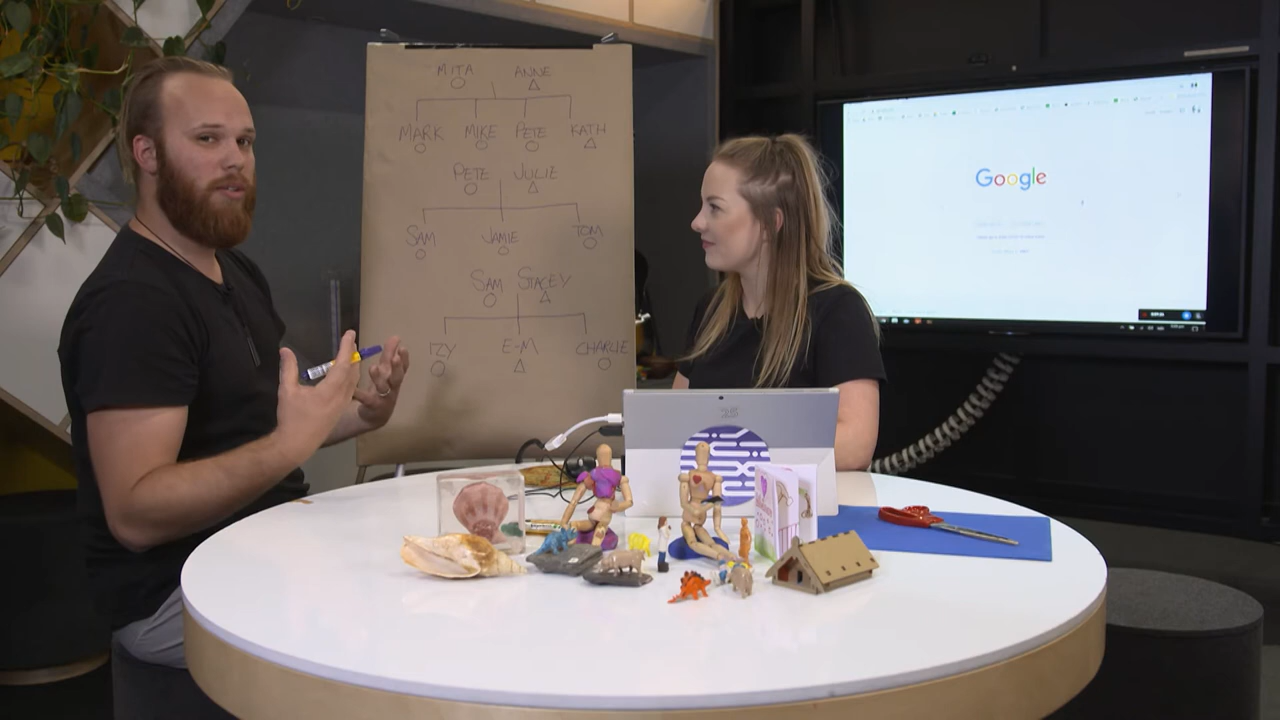 MITA ANNE
MARK MIKE PETE KATH
PETE JULIE
SAM JAMIE TOM
SAM STACEY
IZY E-M CHARLIE
Google